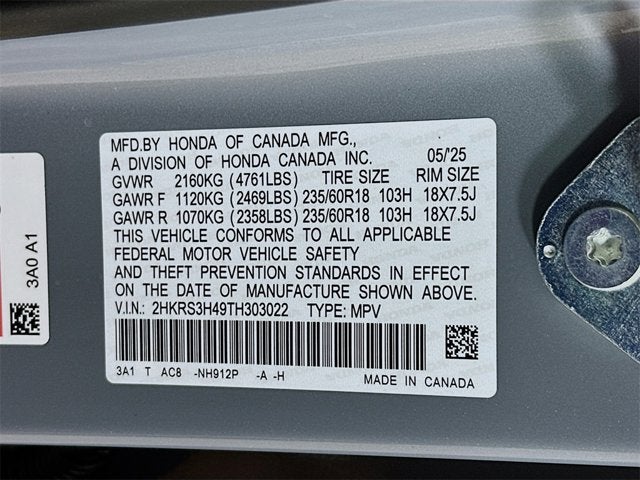 MFD.BY HONDA OF CANADA MFG.,
A DIVISION OF HONDA CANADA INC. 05/'25
GVWR 2160KG (4761LBS) TIRE SIZE RIM SIZE
GAWR F 1120KG (2469LBS) 235/60R18 103H 18X7.5J
GAWR R 1070KG (2358LBS) 235/60R18 103H 18X7.5J
THIS VEHICLE CONFORMS TO ALL APPLICABLE
FEDERAL MOTOR VEHICLE SAFETY
AND THEFT PREVENTION STANDARDS IN EFFECT
ON THE DATE OF MANUFACTURE SHOWN ABOVE.
V.I.N.: 2HKRS3H49TH303022 TYPE: MPV
3A1 T AC8 -NH912P -A -H
MADE IN CANADA
3A0 A1